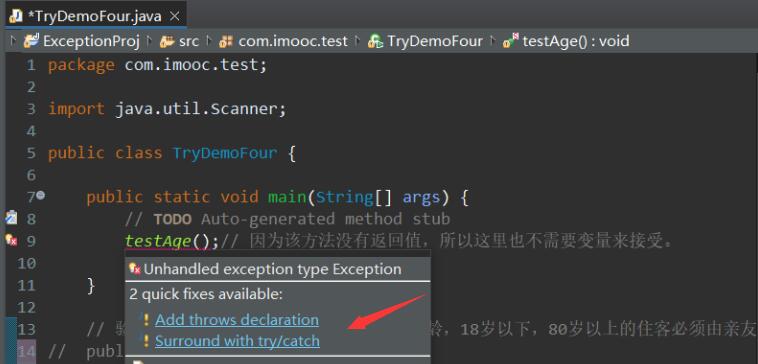 *TryDemoFour.java
ExceptionProj src com.imooc.test TryDemoFour testAge() : void
1 package com.imooc.test;
2
3 import java.util.Scanner;
4
5 public class TryDemoFour {
6
7 public static void main(String[] args) {
8 // TODO Auto-generated method stub
9 testAge();// 因为该方法没有返回值，所以这里也不需要变量来接受。
10
Unhandled exception type Exception
11 }
2 quick fixes available:
12
Add throws declaration
13 // 龄，18岁以下，80岁以上的住客必须由亲友
Surround with try/catch
14 // publ